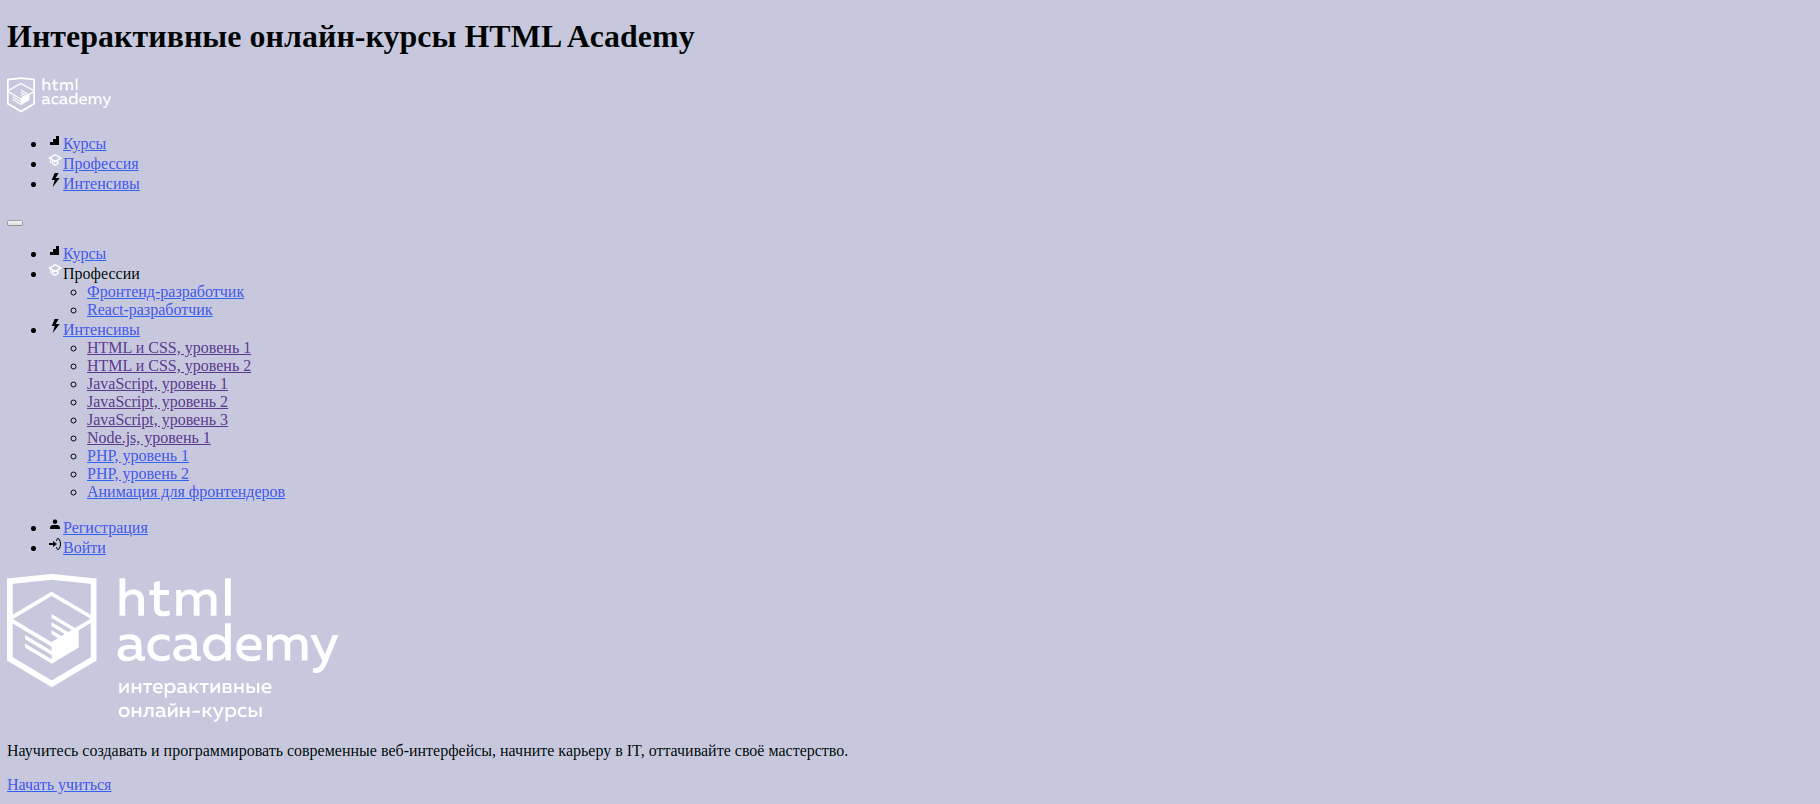 Интерактивные онлайн-курсы HTML Academy
html
academy
Курсы
Профессия
Интенсивы
Курсы
Профессии
Фронтенд-разработчик
React-разработчик
Интенсивы
HTML и CSS, уровень 1
HTML и CSS, уровень 2
JavaScript, уровень 1
JavaScript, уровень 2
JavaScript, уровень 3
Node.js, уровень 1
PHP, уровень 1
PHP, уровень 2
Анимация для фронтендеров
Регистрация
Войти
html
academy
интерактивные
онлайн-курсы
Научитесь создавать и программировать современные веб-интерфейсы, начните карьеру в IT, оттачивайте своё мастерство.
Начать учиться